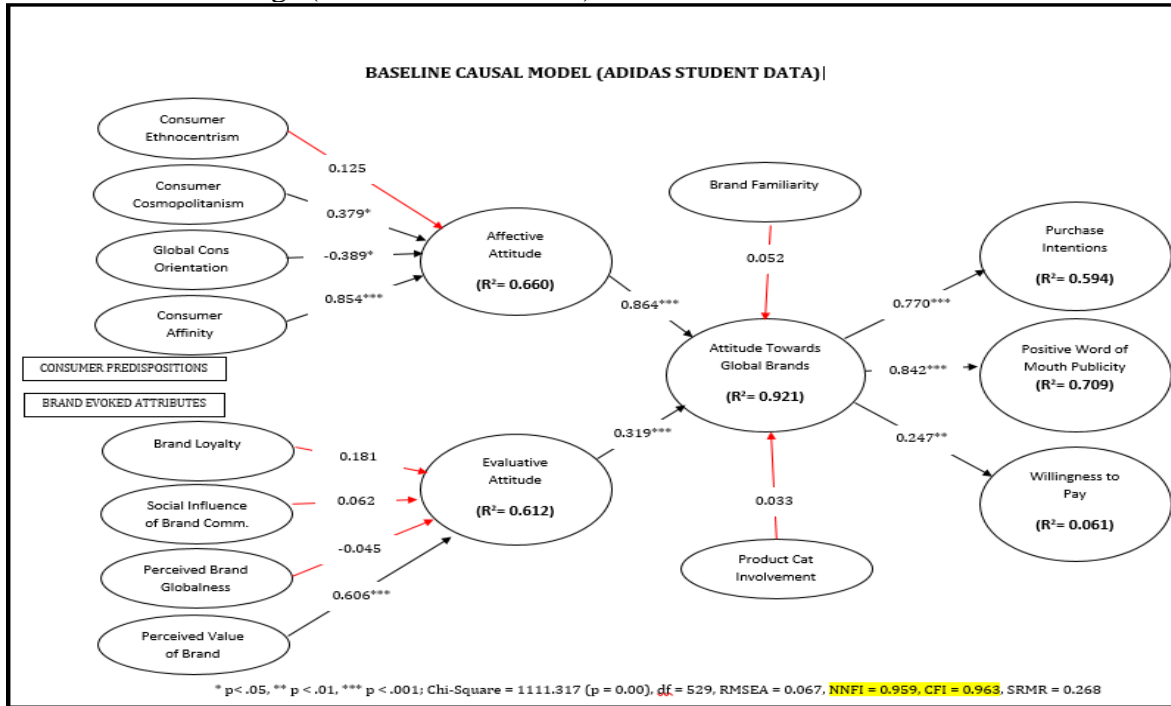 BASELINE CAUSAL MODEL (ADIDAS STUDENT DATA)|
Consumer
Ethnocentrism
0.125
Consumer
Cosmopolitanism
0.379*
Global Cons
Orientation
-0.389*
Consumer
Affinity
0.854***
Affective
Attitude
(R²= 0.660)
0.864***
CONSUMER PREDISPOSITIONS
BRAND EVOKED ATTRIBUTES
Brand Loyalty
0.181
Social Influence
of Brand Comm.
0.062
Perceived Brand
Globalness
-0.045
Perceived Value
of Brand
0.606***
Evaluative
Attitude
(R²= 0.612)
0.319***
Brand Familiarity
0.052
Attitude Towards
Global Brands
(R²= 0.921)
0.033
Product Cat
Involvement
0.770***
Purchase
Intentions
(R²= 0.594)
0.842***
Positive Word of
Mouth Publicity
(R²= 0.709)
0.247**
Willingness to
Pay
(R²= 0.061)
* p< .05, ** p < .01, *** p < .001; Chi-Square = 1111.317 (p = 0.00), df = 529, RMSEA = 0.067, NNFI = 0.959, CFI = 0.963, SRMR = 0.268